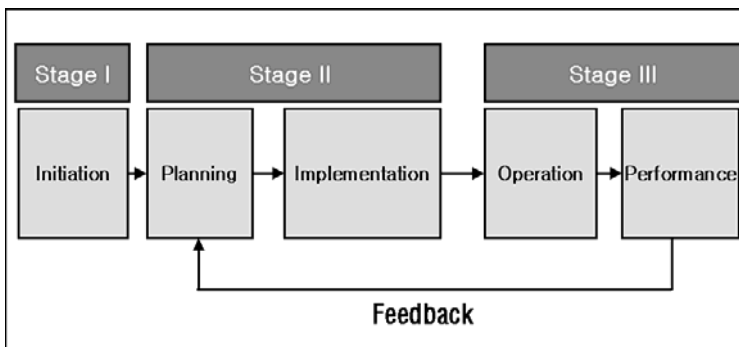 Stage I
Stage II
Stage III
Initiation
Planning
Implementation
Operation
Performance
Feedback